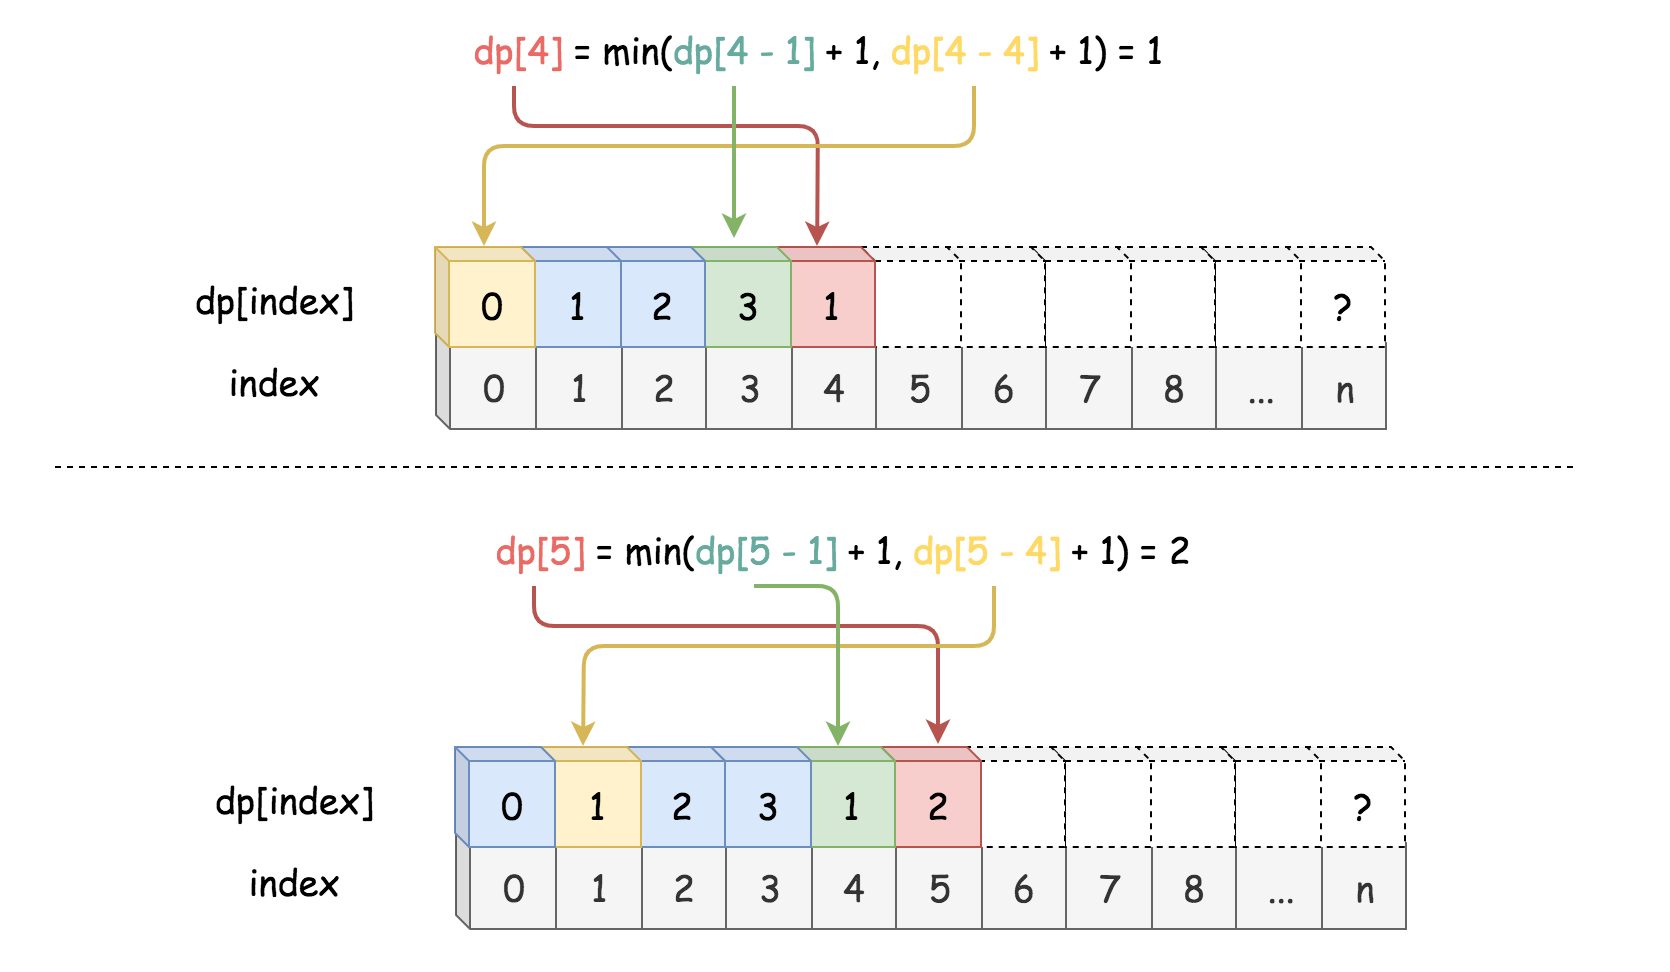 dp[4] = min(dp[4 - 1] + 1, dp[4 - 4] + 1) = 1
dp[index] 0 1 2 3 1 ?
index 0 1 2 3 4 5 6 7 8 ... n
dp[5] = min(dp[5 - 1] + 1, dp[5 - 4] + 1) = 2
dp[index] 0 1 2 3 1 2 ?
index 0 1 2 3 4 5 6 7 8 ... n